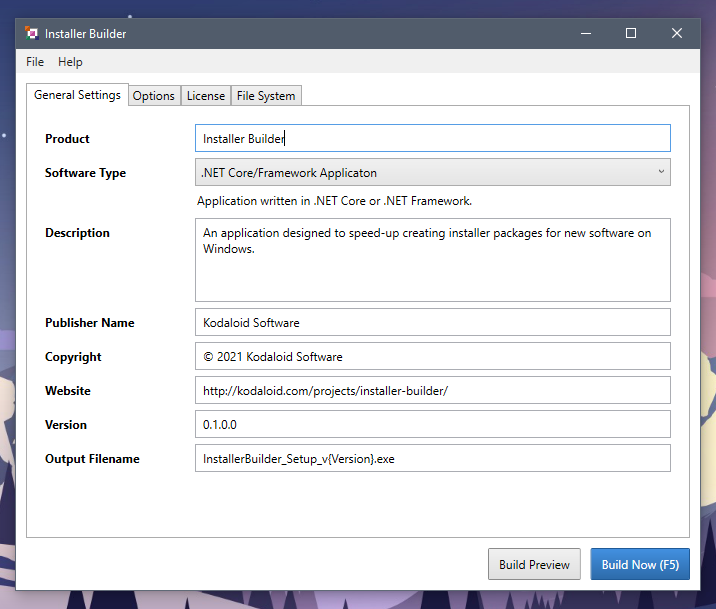 Installer Builder
File Help
General Settings Options License File System
Product Installer Builder
Software Type .NET Core/Framework Applicaton
Application written in .NET Core or .NET Framework.
Description An application designed to speed-up creating installer packages for new software on
Windows.
Publisher Name Kodaloid Software
Copyright © 2021 Kodaloid Software
Website http://kodaloid.com/projects/installer-builder/
Version 0.1.0.0
Output Filename InstallerBuilder_Setup_v{Version}.exe
Build Preview Build Now (F5)